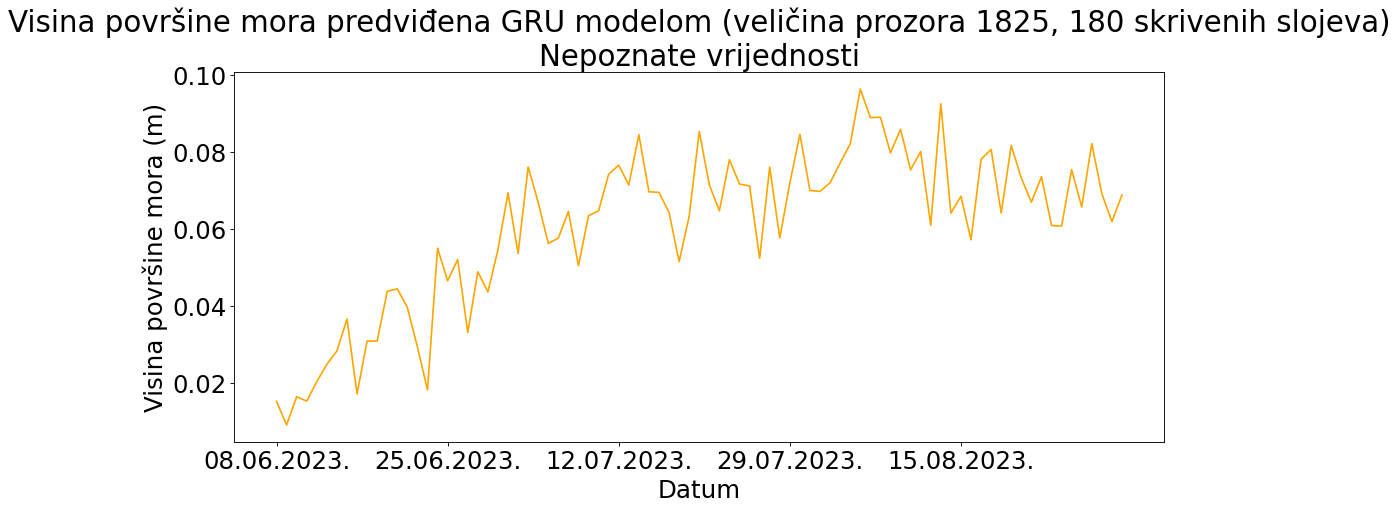 Visina površine mora predviđena GRU modelom (veličina prozora 1825, 180 skrivenih slojeva)
Nepoznate vrijednosti
Visina površine mora (m)
0.10
0.08
0.06
0.04
0.02
08.06.2023. 25.06.2023. 12.07.2023. 29.07.2023. 15.08.2023.
Datum